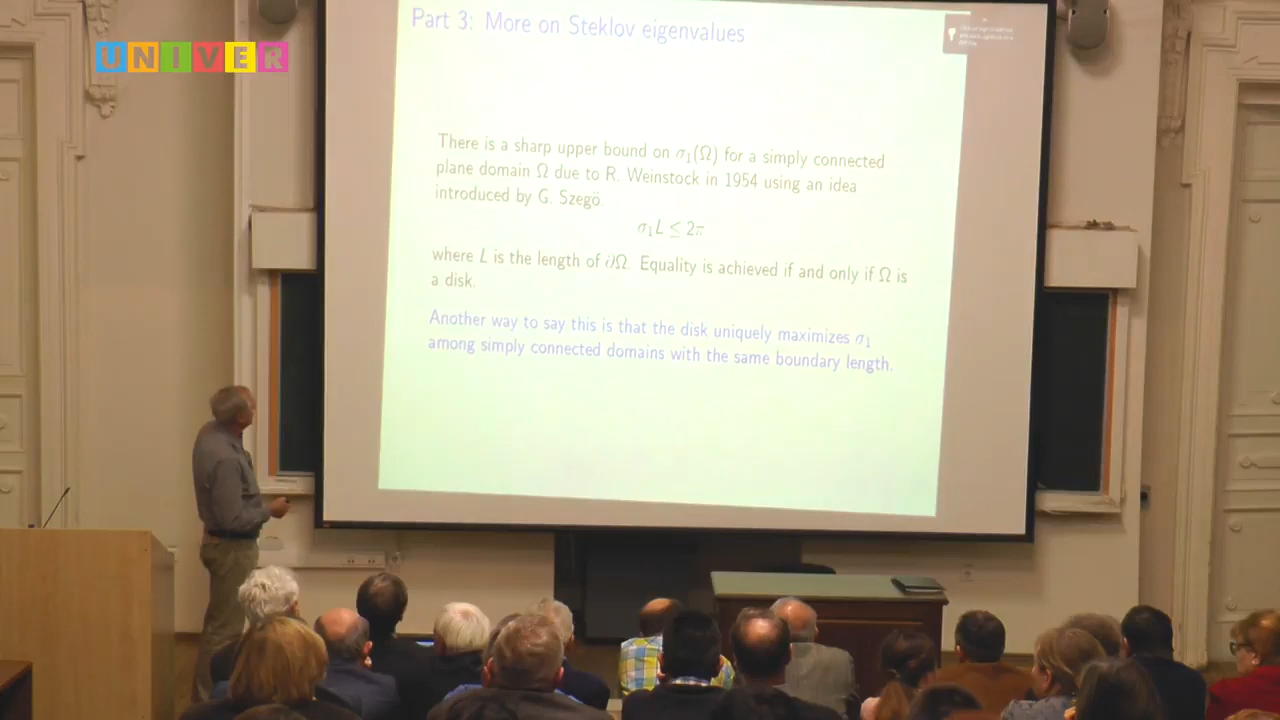 UNIVER
Part 3: More on Steklov eigenvalues
There is a sharp upper bound on σ₁(Ω) for a simply connected
plane domain Ω due to R. Weinstock in 1954 using an idea
introduced by G. Szegö.
σ₁L ≤ 2π
where L is the length of ∂Ω. Equality is achieved if and only if Ω is
a disk.
Another way to say this is that the disk uniquely maximizes σ₁
among simply connected domains with the same boundary length.